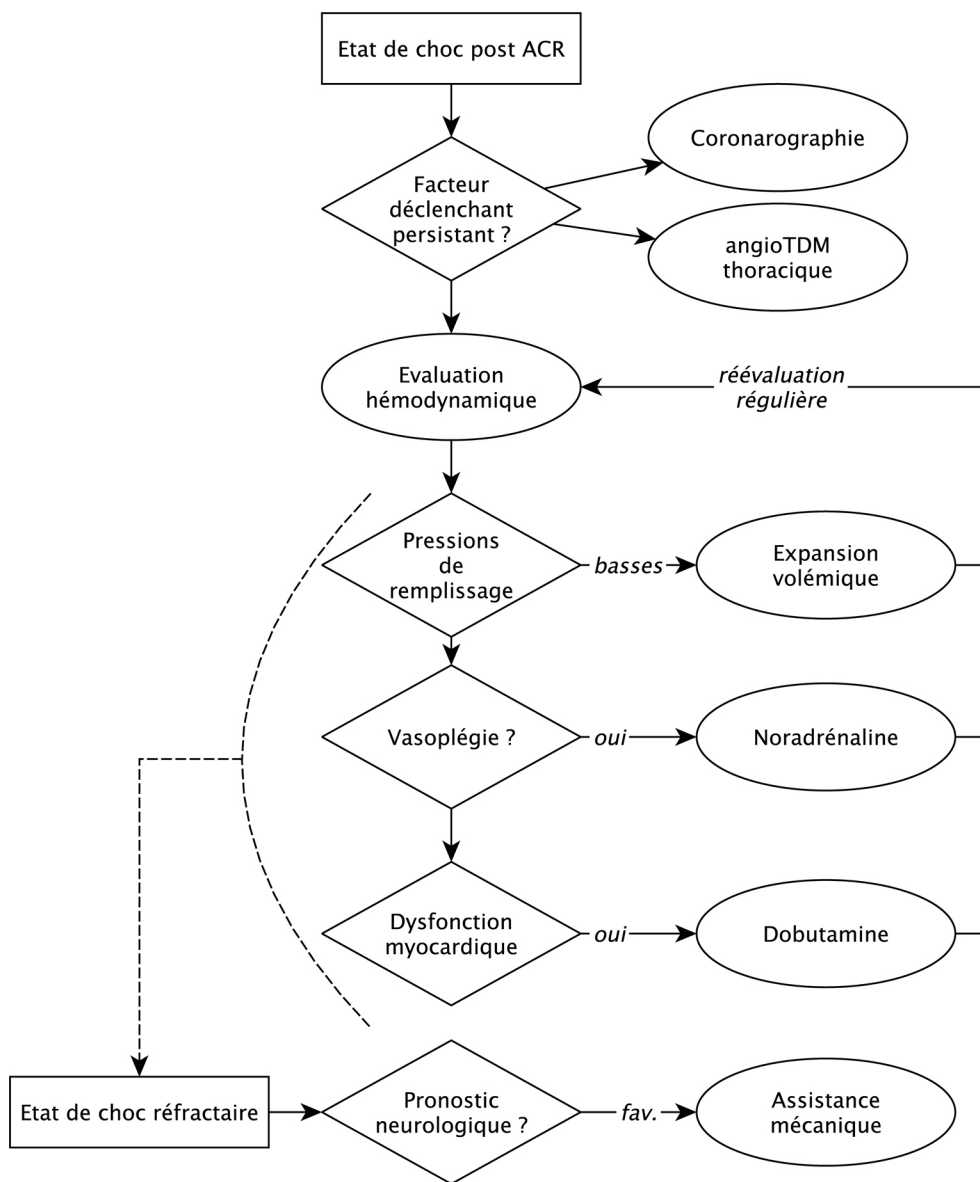 Etat de choc post ACR
Coronarographie
Facteur
déclenchant
persistant ?
angioTDM
thoracique
Evaluation
hémodynamique
réévaluation
régulière
Pressions
de
remplissage
basses
Expansion
volémique
Vasoplégie ?
oui
Noradrénaline
Dysfonction
myocardique
oui
Dobutamine
Etat de choc réfractaire
Pronostic
neurologique ?
fav.
Assistance
mécanique